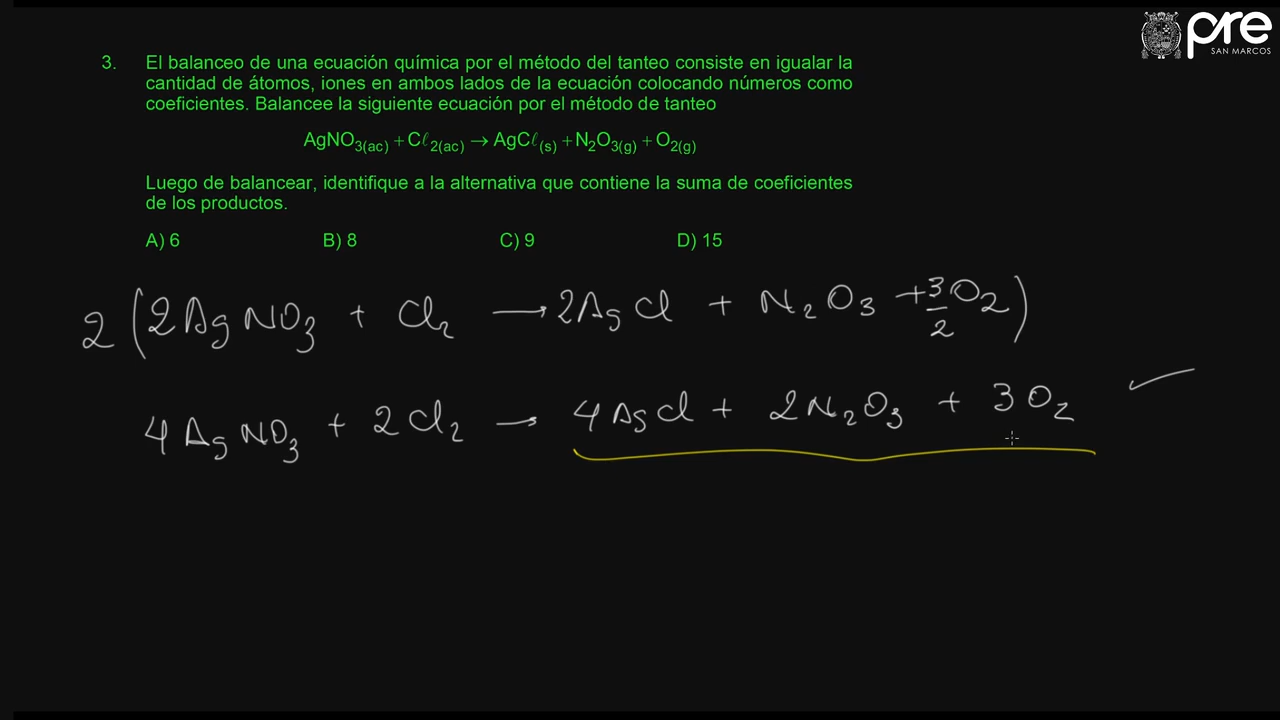 pre
SAN MARCOS
3. El balanceo de una ecuación química por el método del tanteo consiste en igualar la
cantidad de átomos, iones en ambos lados de la ecuación colocando números como
coeficientes. Balancee la siguiente ecuación por el método de tanteo
AgNO₃(ac) + Cℓ₂(ac) → AgCℓ(s) + N₂O₃(g) + O₂(g)
Luego de balancear, identifique a la alternativa que contiene la suma de coeficientes
de los productos.
A) 6 B) 8 C) 9 D) 15
2 (2AgNO₃ + Cl₂ → 2AgCl + N₂O₃ + 3/2 O₂)
4AgNO₃ + 2Cl₂ → 4AgCl + 2N₂O₃ + 3O₂